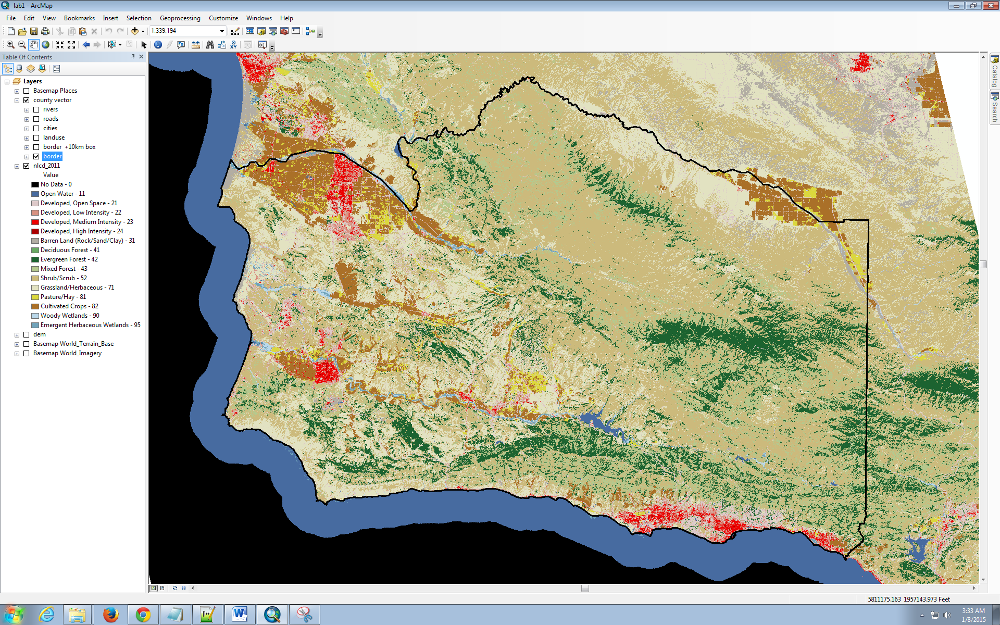 lab1 - ArcMap
File Edit View Bookmarks Insert Selection Geoprocessing Customize Windows Help
1:339,194
Table Of Contents
Layers
Basemap Places
county vector
rivers
roads
cities
landuse
border +10km box
border
nlcd_2011
Value
No Data - 0
Open Water - 11
Developed, Open Space - 21
Developed, Low Intensity - 22
Developed, Medium Intensity - 23
Developed, High Intensity - 24
Barren Land (Rock/Sand/Clay) - 31
Deciduous Forest - 41
Evergreen Forest - 42
Mixed Forest - 43
Shrub/Scrub - 52
Grassland/Herbaceous - 71
Pasture/Hay - 81
Cultivated Crops - 82
Woody Wetlands - 90
Emergent Herbaceous Wetlands - 95
dem
Basemap World_Terrain_Base
Basemap World_Imagery
Catalog
Search
5811175.163 1957143.973 Feet
3:33 AM
1/8/2015